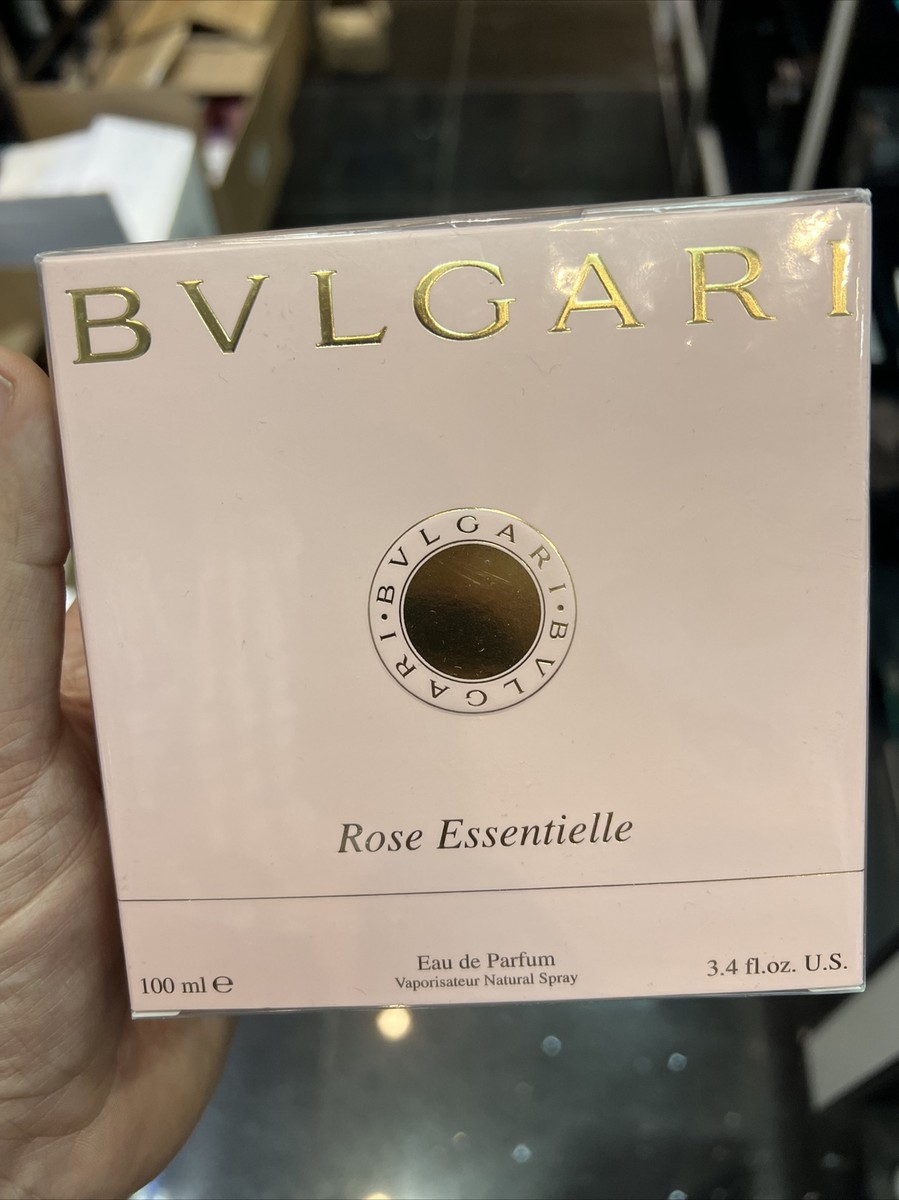 BVLGARI
BVLGARI • BVLGARI •
Rose Essentielle
Eau de Parfum
Vaporisateur Natural Spray
100 ml ℮
3.4 fl.oz. U.S.